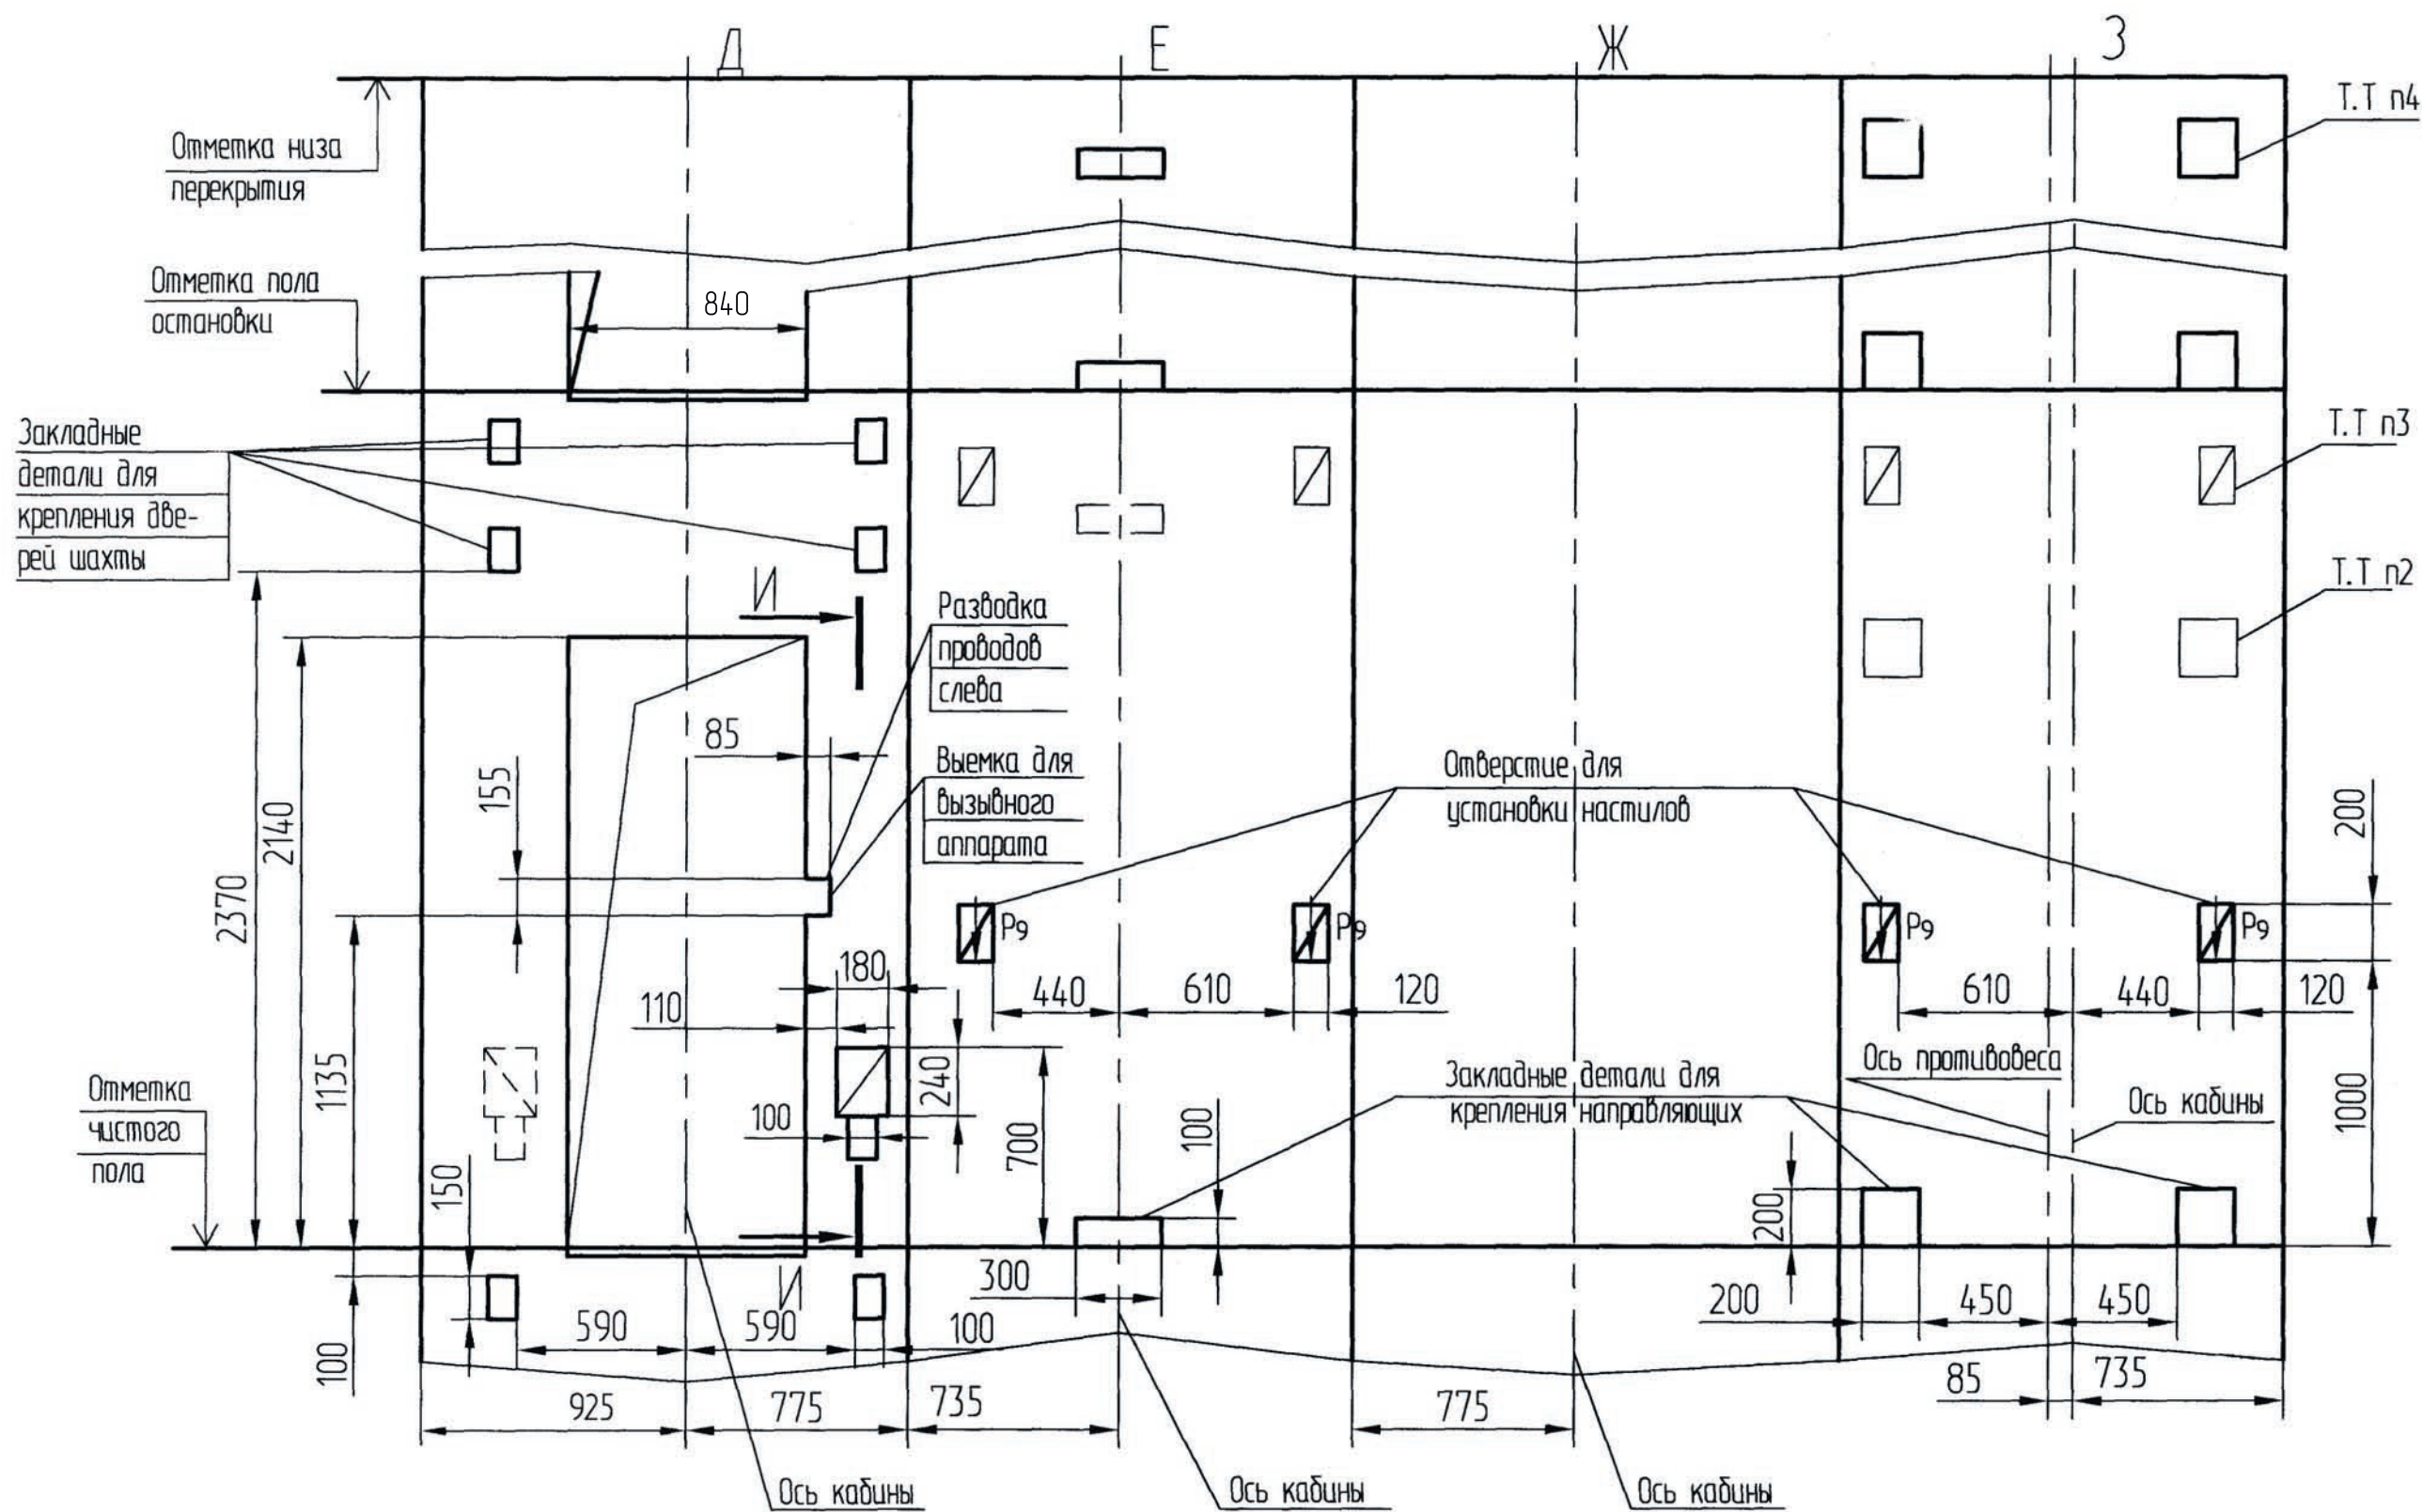 Д
Е
Ж
З
Т.Т п4
Отметка низа
перекрытия
Отметка пола
остановки
840
Закладные
детали для
крепления две-
рей шахты
Т.Т п3
Т.Т п2
И
Разводка
проводов
слева
85
Выемка для
вызывного
аппарата
Отверстие для
установки настилов
155
2140
2370
200
Р9
Р9
Р9
Р9
180
110
440
610
120
610
440
120
240
1135
100
700
Отметка
чистого
пола
Закладные детали для
крепления направляющих
Ось противовеса
Ось кабины
100
1000
150
200
И
300
100
590
590
100
200
450
450
925
775
735
775
85
735
Ось кабины
Ось кабины
Ось кабины